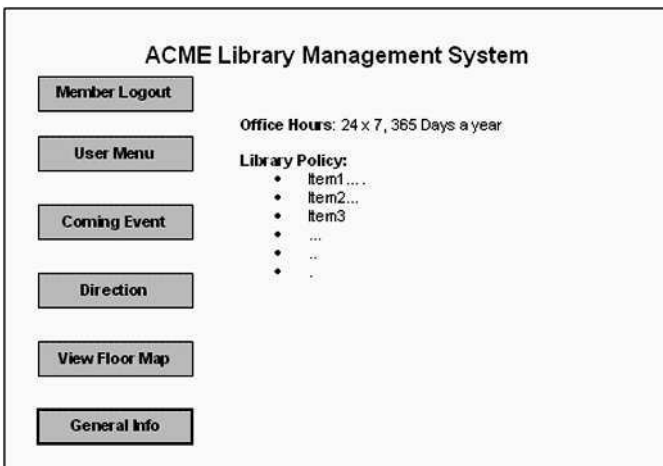 ACME Library Management System
Member Logout
User Menu
Coming Event
Direction
View Floor Map
General Info
Office Hours: 24 x 7, 365 Days a year
Library Policy:
• Item1....
• Item2...
• Item3
• ...
• ..
• .